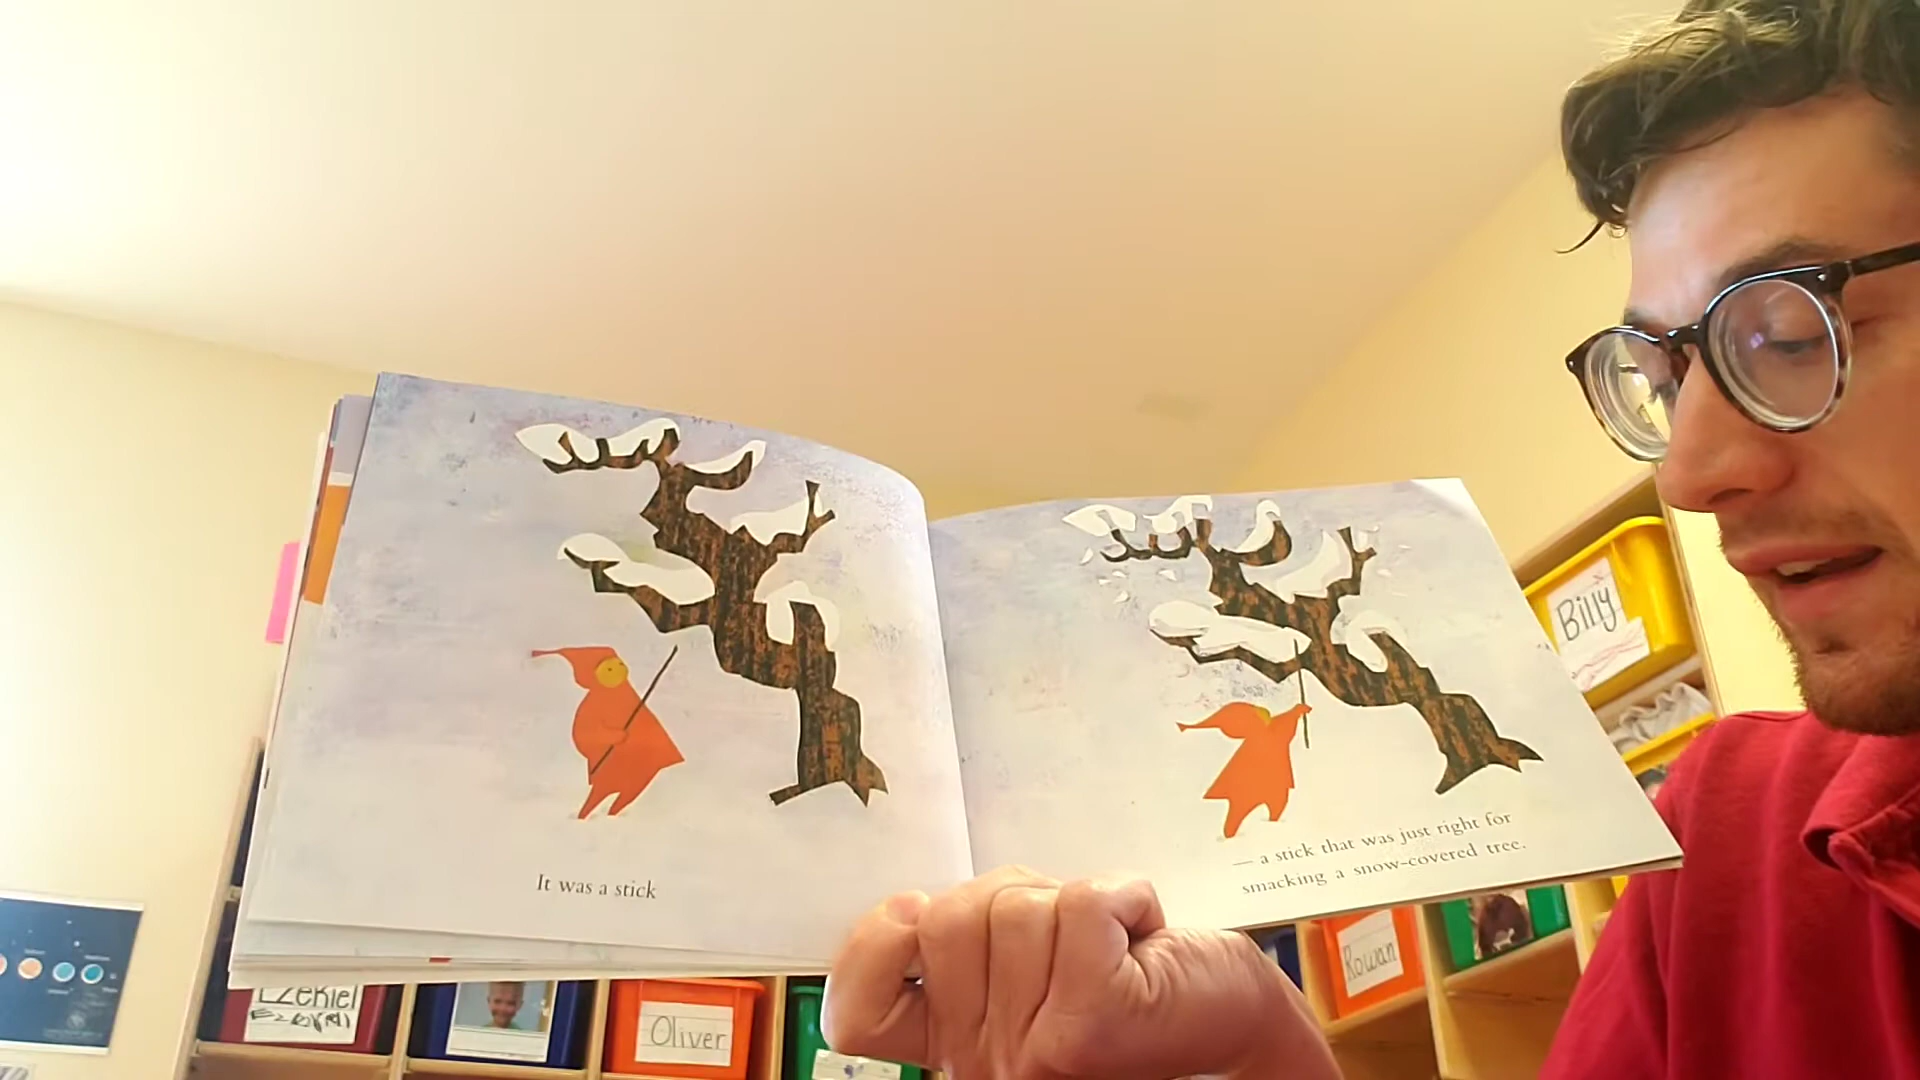 It was a stick
— a stick that was just right for
smacking a snow-covered tree.
Billy
Rowan
Ezekiel
Oliver